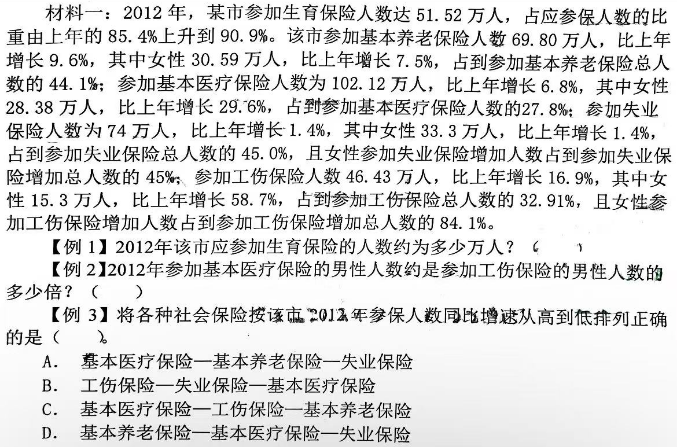 材料一：2012 年，某市参加生育保险人数达 51.52 万人，占应参保人数的比
重由上年的 85.4%上升到 90.9%。该市参加基本养老保险人数 69.80 万人，比上年
增长 9.6%，其中女性 30.59 万人，比上年增长 7.5%，占到参加基本养老保险总人
数的 44.1%；参加基本医疗保险人数为 102.12 万人，比上年增长 6.8%，其中女性
28.38 万人，比上年增长 29.6%，占到参加基本医疗保险人数的27.8%；参加失业
保险人数为 74 万人，比上年增长 1.4%，其中女性 33.3 万人，比上年增长 1.4%，
占到参加失业保险总人数的 45.0%，且女性参加失业保险增加人数占到参加失业保
险增加总人数的 45%；参加工伤保险人数 46.43 万人，比上年增长 16.9%，其中女
性 15.3 万人，比上年增长 58.7%，占到参加工伤保险总人数的 32.91%，且女性参
加工伤保险增加人数占到参加工伤保险增加总人数的 84.1%。
【例 1】2012年该市应参加生育保险的人数约为多少万人？（ ）
【例 2】2012年参加基本医疗保险的男性人数约是参加工伤保险的男性人数的
多少倍？（ ）
【例 3】将各种社会保险按该市 2012 年参保人数同比增速从高到低排列正确
的是（ ）。
A. 基本医疗保险—基本养老保险—失业保险
B. 工伤保险—失业保险—基本医疗保险
C. 基本医疗保险—工伤保险—基本养老保险
D. 基本养老保险—基本医疗保险—失业保险